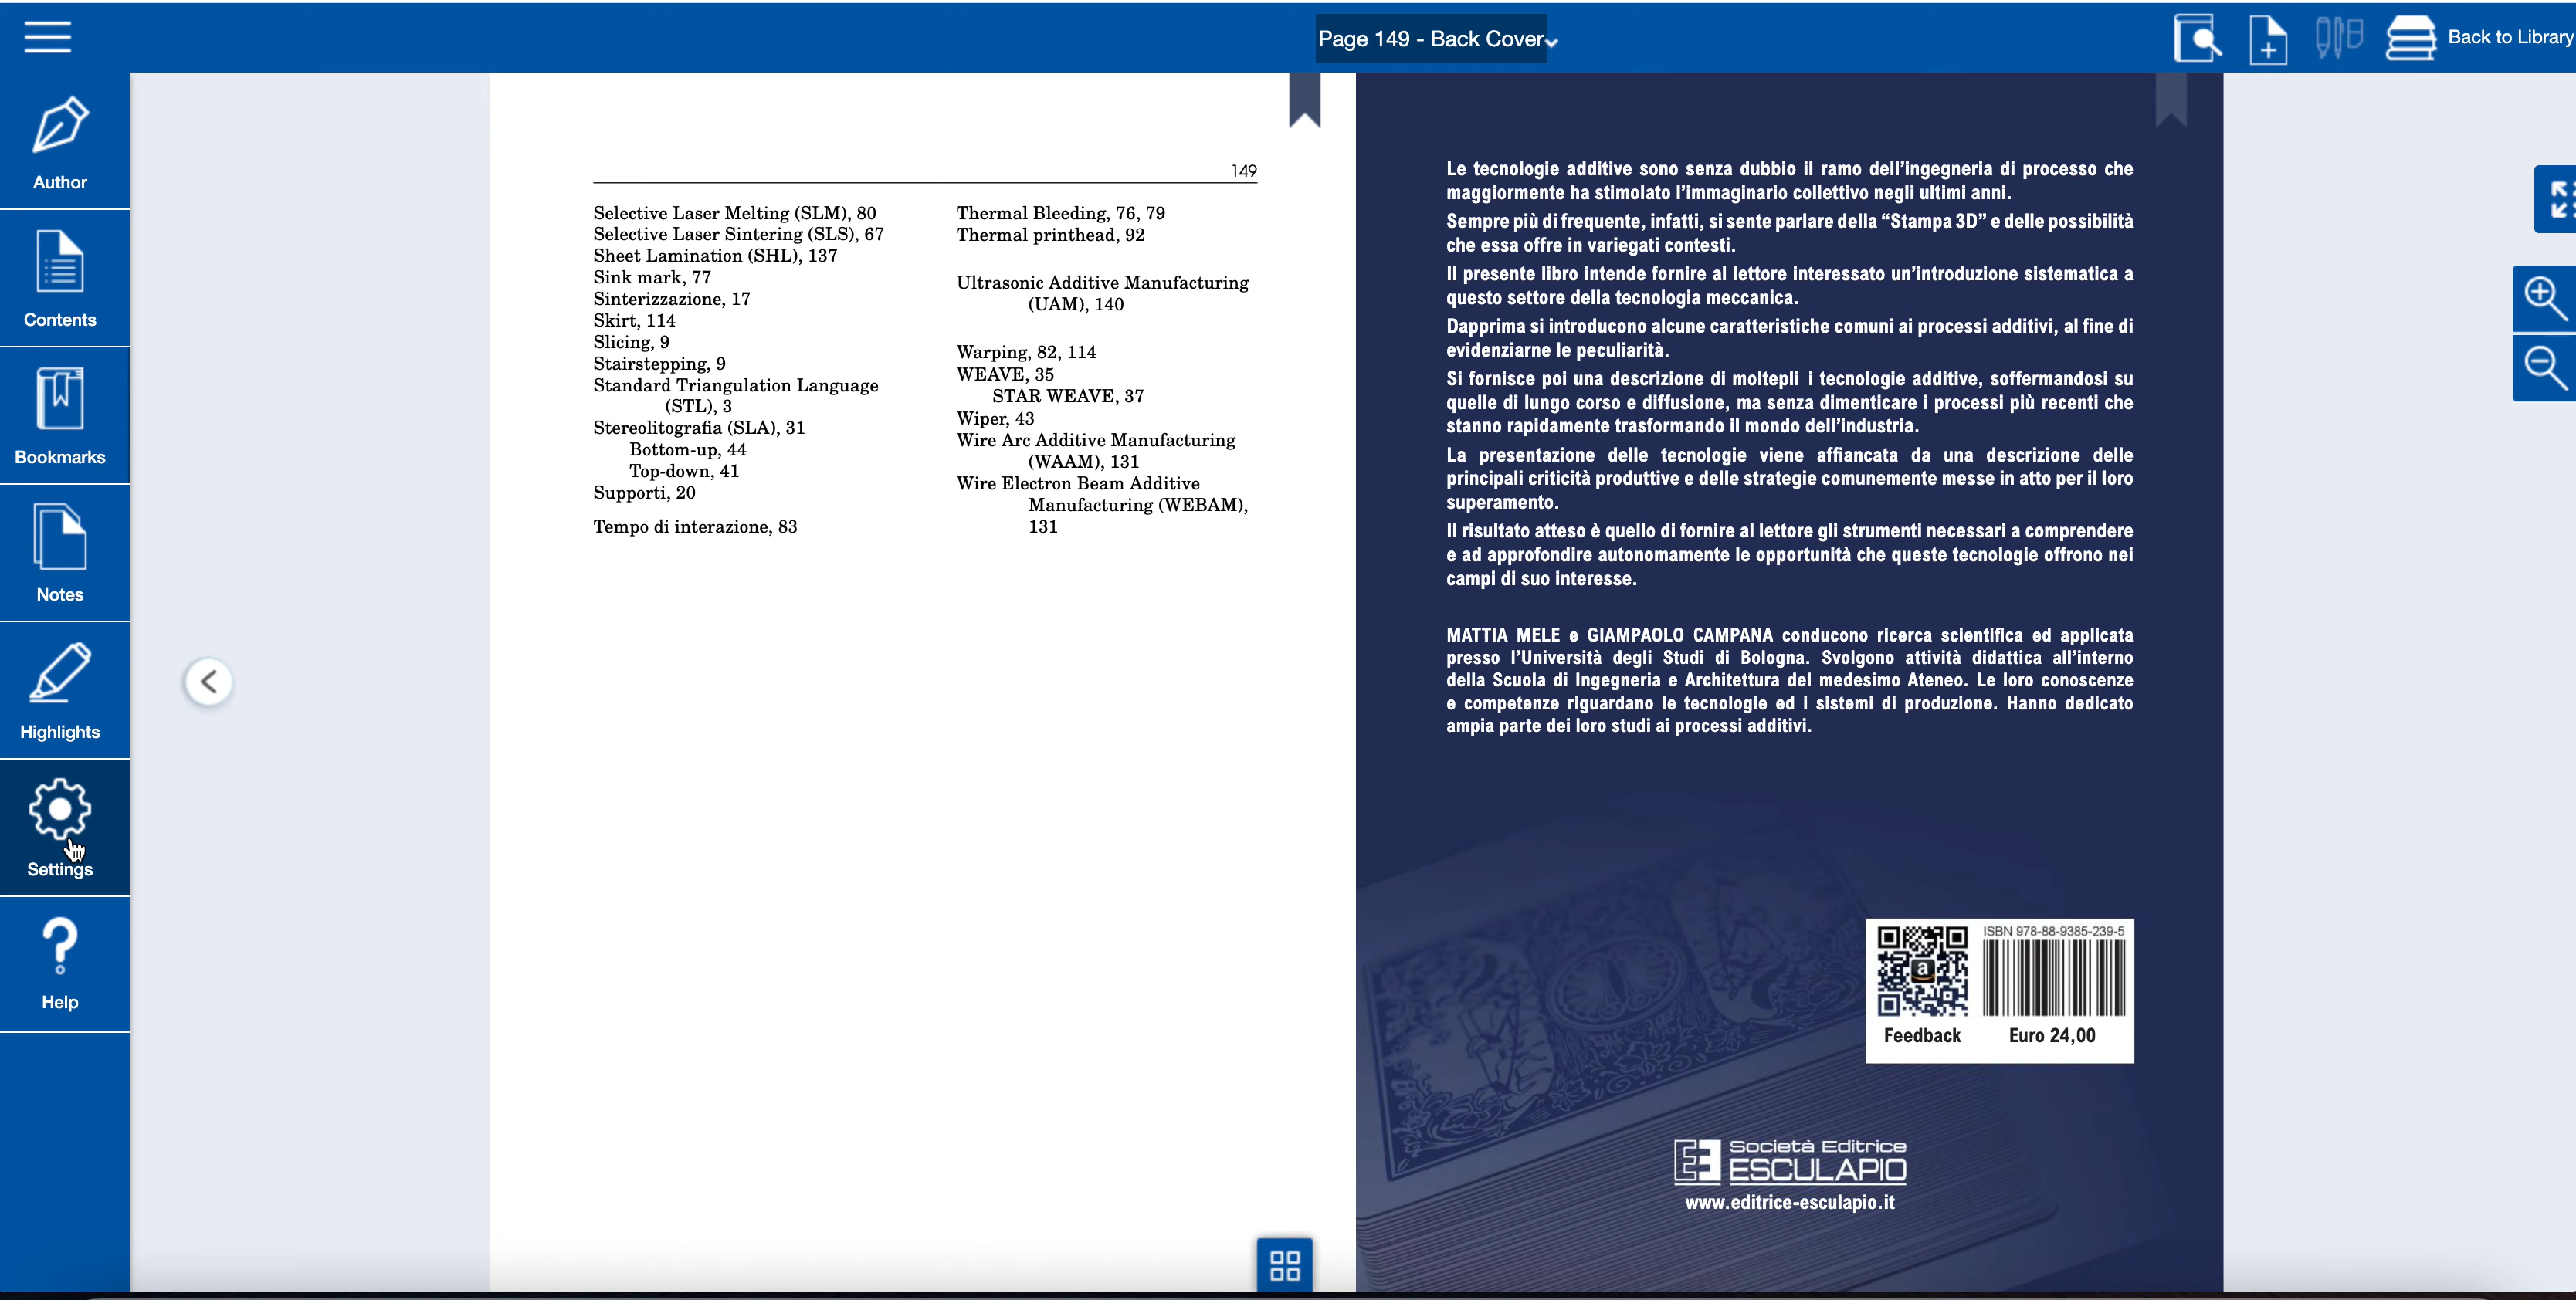 Page 149 - Back Cover
Back to Library
Author
Contents
Bookmarks
Notes
Highlights
Settings
Help
149
Selective Laser Melting (SLM), 80
Selective Laser Sintering (SLS), 67
Sheet Lamination (SHL), 137
Sink mark, 77
Sinterizzazione, 17
Skirt, 114
Slicing, 9
Stairstepping, 9
Standard Triangulation Language
(STL), 3
Stereolitografia (SLA), 31
Bottom-up, 44
Top-down, 41
Supporti, 20
Tempo di interazione, 83
Thermal Bleeding, 76, 79
Thermal printhead, 92
Ultrasonic Additive Manufacturing
(UAM), 140
Warping, 82, 114
WEAVE, 35
STAR WEAVE, 37
Wiper, 43
Wire Arc Additive Manufacturing
(WAAM), 131
Wire Electron Beam Additive
Manufacturing (WEBAM),
131
Le tecnologie additive sono senza dubbio il ramo dell'ingegneria di processo che
maggiormente ha stimolato l'immaginario collettivo negli ultimi anni.
Sempre più di frequente, infatti, si sente parlare della “Stampa 3D” e delle possibilità
che essa offre in variegati contesti.
Il presente libro intende fornire al lettore interessato un'introduzione sistematica a
questo settore della tecnologia meccanica.
Dapprima si introducono alcune caratteristiche comuni ai processi additivi, al fine di
evidenziarne le peculiarità.
Si fornisce poi una descrizione di moltepli i tecnologie additive, soffermandosi su
quelle di lungo corso e diffusione, ma senza dimenticare i processi più recenti che
stanno rapidamente trasformando il mondo dell'industria.
La presentazione delle tecnologie viene affiancata da una descrizione delle
principali criticità produttive e delle strategie comunemente messe in atto per il loro
superamento.
Il risultato atteso è quello di fornire al lettore gli strumenti necessari a comprendere
e ad approfondire autonomamente le opportunità che queste tecnologie offrono nei
campi di suo interesse.
MATTIA MELE e GIAMPAOLO CAMPANA conducono ricerca scientifica ed applicata
presso l'Università degli Studi di Bologna. Svolgono attività didattica all'interno
della Scuola di Ingegneria e Architettura del medesimo Ateneo. Le loro conoscenze
e competenze riguardano le tecnologie ed i sistemi di produzione. Hanno dedicato
ampia parte dei loro studi ai processi additivi.
ISBN 978-88-9385-239-5
a
Feedback
Euro 24,00
Società Editrice
ESCULAPIO
www.editrice-esculapio.it